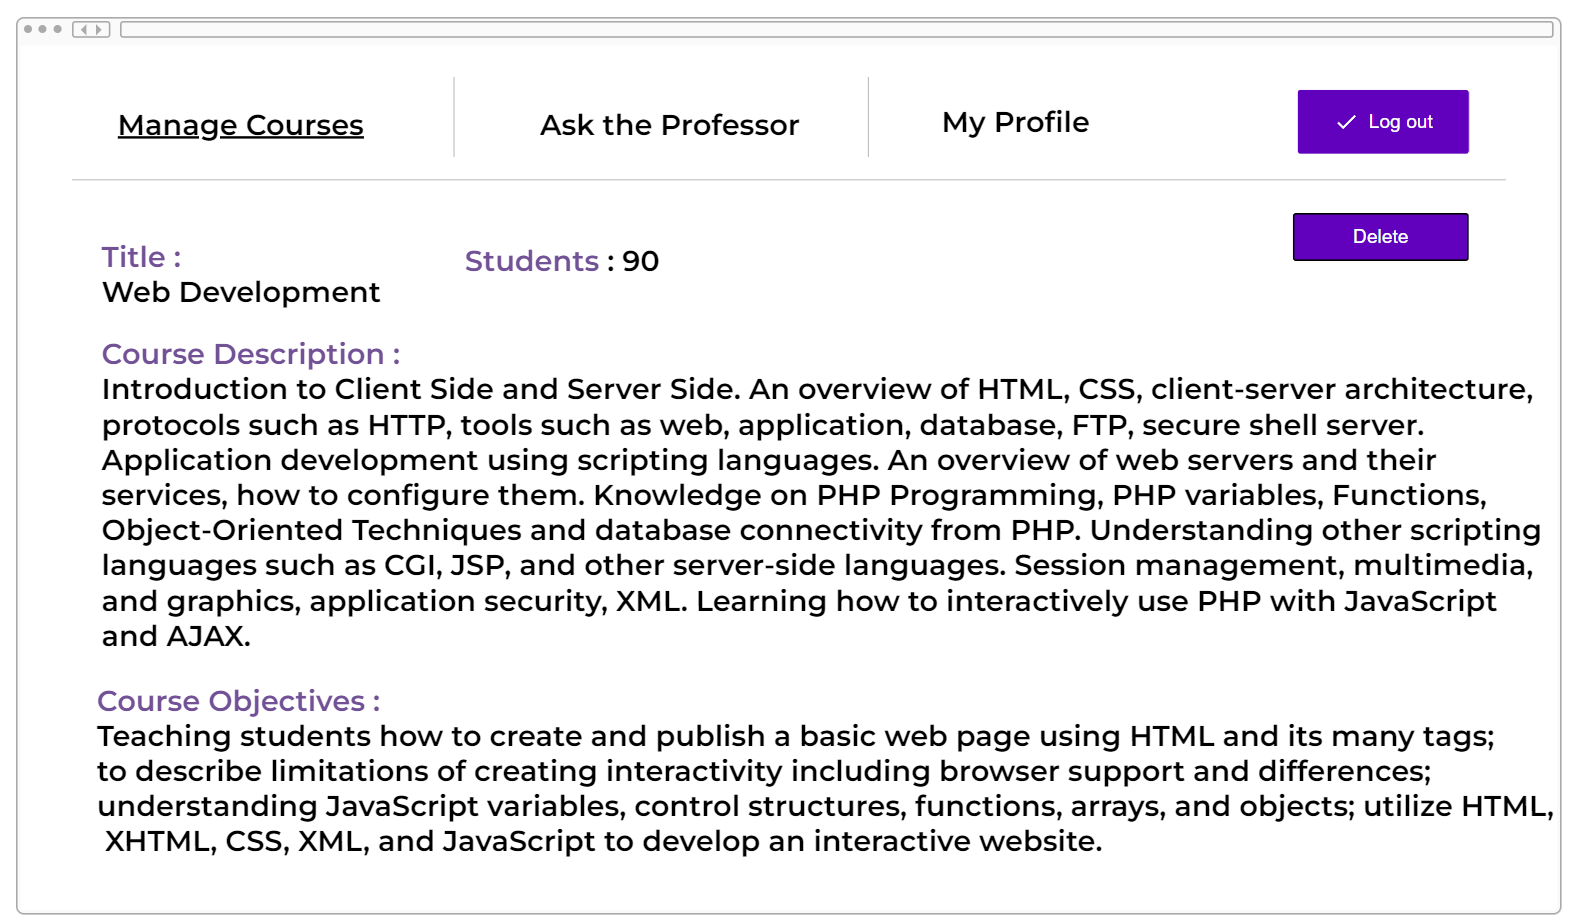 Manage Courses
Ask the Professor
My Profile
Log out
Delete
Title :
Web Development
Students : 90
Course Description :
Introduction to Client Side and Server Side. An overview of HTML, CSS, client-server architecture,
protocols such as HTTP, tools such as web, application, database, FTP, secure shell server.
Application development using scripting languages. An overview of web servers and their
services, how to configure them. Knowledge on PHP Programming, PHP variables, Functions,
Object-Oriented Techniques and database connectivity from PHP. Understanding other scripting
languages such as CGI, JSP, and other server-side languages. Session management, multimedia,
and graphics, application security, XML. Learning how to interactively use PHP with JavaScript
and AJAX.
Course Objectives :
Teaching students how to create and publish a basic web page using HTML and its many tags;
to describe limitations of creating interactivity including browser support and differences;
understanding JavaScript variables, control structures, functions, arrays, and objects; utilize HTML,
XHTML, CSS, XML, and JavaScript to develop an interactive website.